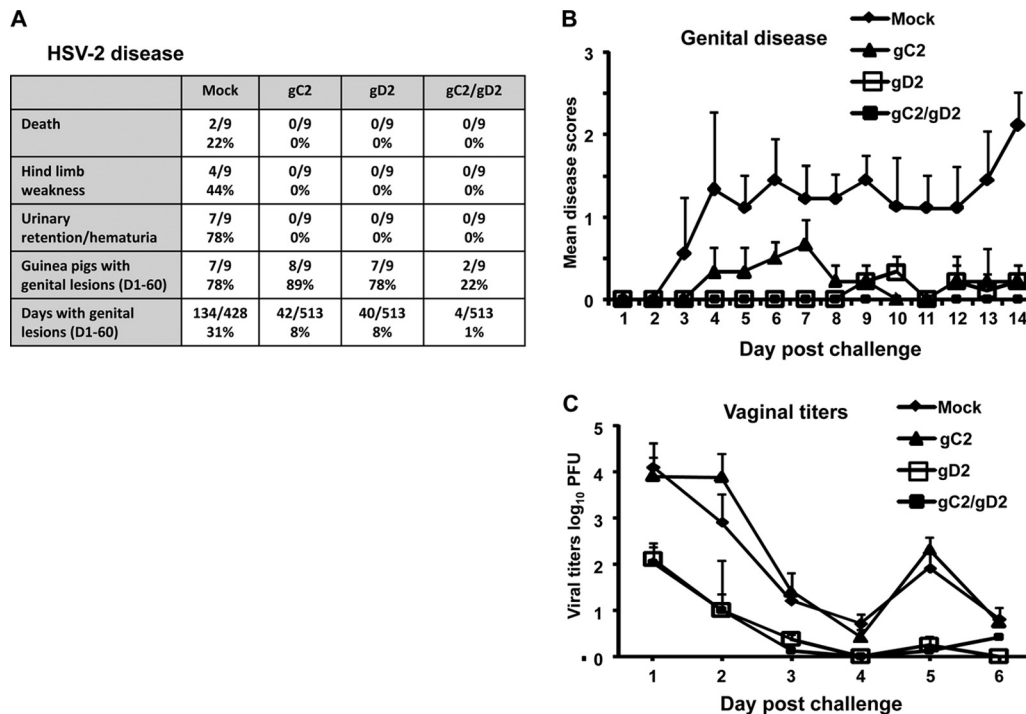 A
HSV-2 disease
Mock gC2 gD2 gC2/gD2
Death 2/9 0/9 0/9 0/9
22% 0% 0% 0%
Hind limb 4/9 0/9 0/9 0/9
weakness 44% 0% 0% 0%
Urinary 7/9 0/9 0/9 0/9
retention/hematuria 78% 0% 0% 0%
Guinea pigs with 7/9 8/9 7/9 2/9
genital lesions (D1-60) 78% 89% 78% 22%
Days with genital 134/428 42/513 40/513 4/513
lesions (D1-60) 31% 8% 8% 1%
B
Genital disease
Mock
gC2
gD2
gC2/gD2
Mean disease scores
3
2
1
0
1 2 3 4 5 6 7 8 9 10 11 12 13 14
Day post challenge
C
Vaginal titers
Mock
gC2
gD2
gC2/gD2
Viral titers log₁₀ PFU
5
4
3
2
1
0
1 2 3 4 5 6
Day post challenge